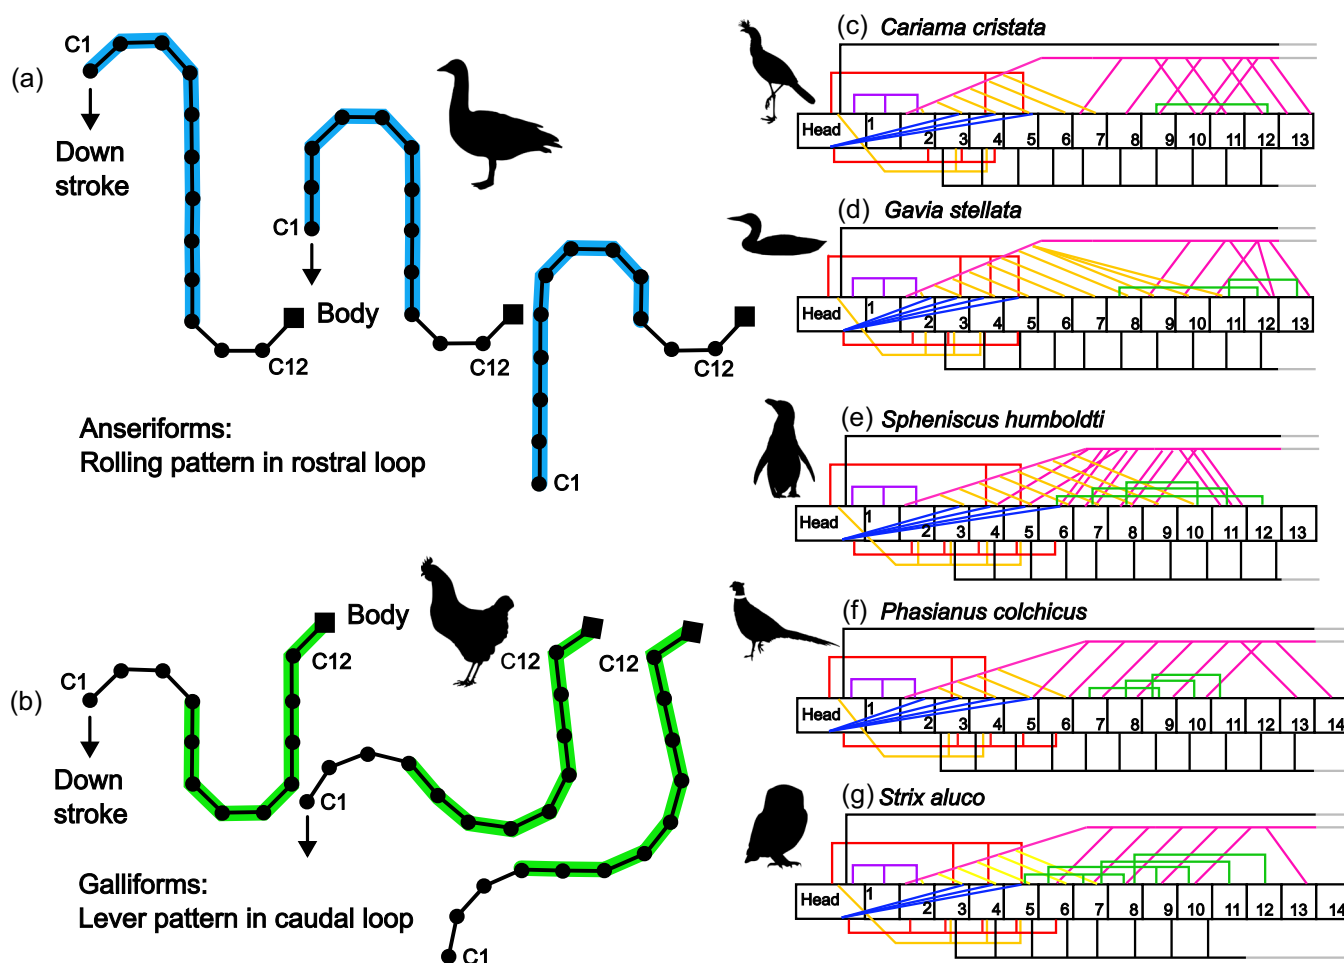 (a)
C1
Down
stroke
C1
Body
C12
C12
C12
C1
Anseriforms:
Rolling pattern in rostral loop
(b)
C1
Down
stroke
Body
C12
C1
C12
C12
C1
Galliforms:
Lever pattern in caudal loop
(c) Cariama cristata
Head 1 2 3 4 5 6 7 8 9 10 11 12 13
(d) Gavia stellata
Head 1 2 3 4 5 6 7 8 9 10 11 12 13
(e) Spheniscus humboldti
Head 1 2 3 4 5 6 7 8 9 10 11 12 13
(f) Phasianus colchicus
Head 1 2 3 4 5 6 7 8 9 10 11 12 13 14
(g) Strix aluco
Head 1 2 3 4 5 6 7 8 9 10 11 12 13 14